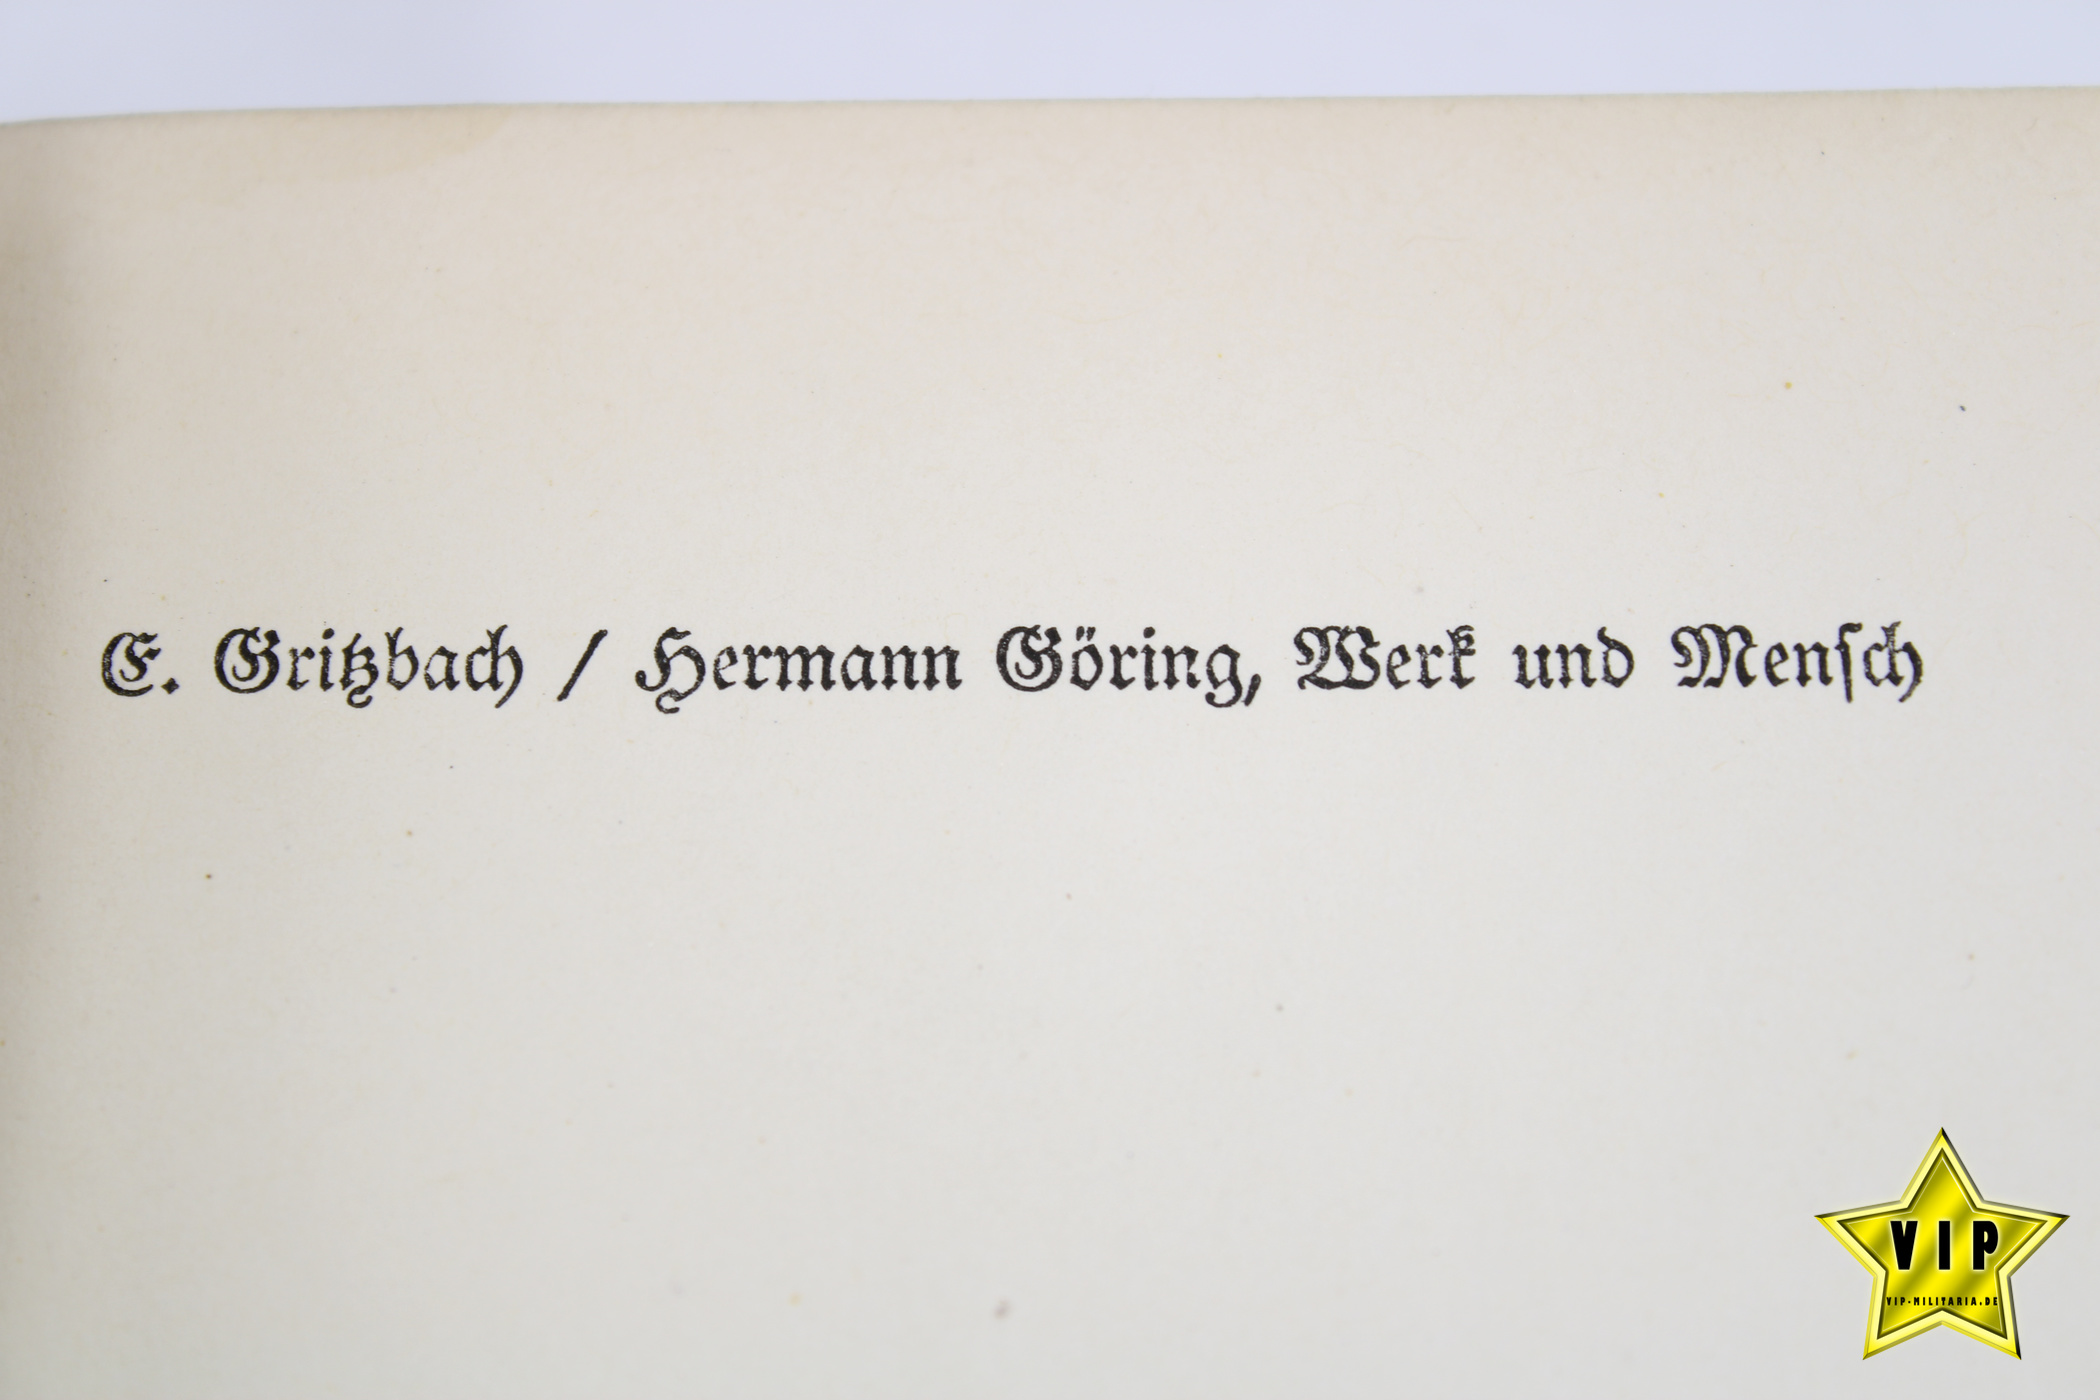 E. Gritzbach / Hermann Göring, Werk und Menſch
VIP
VIP-MILITARIA.DE